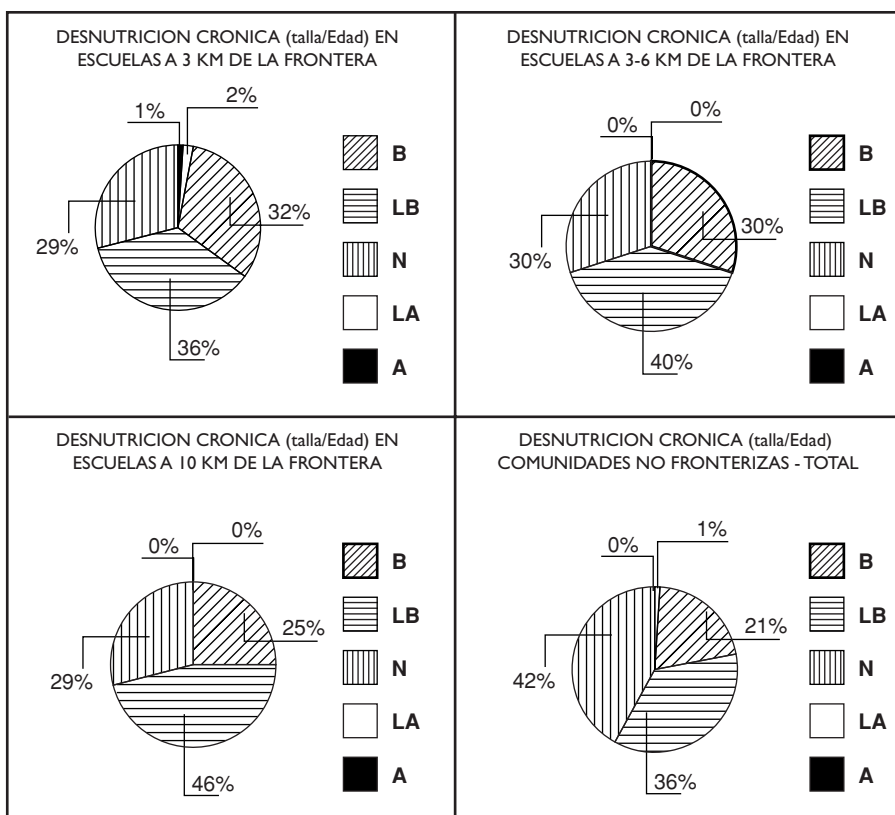 DESNUTRICION CRONICA (talla/Edad) EN
ESCUELAS A 3 KM DE LA FRONTERA
1%
2%
32%
29%
36%
B
LB
N
LA
A
DESNUTRICION CRONICA (talla/Edad) EN
ESCUELAS A 3-6 KM DE LA FRONTERA
0%
0%
30%
30%
40%
B
LB
N
LA
A
DESNUTRICION CRONICA (talla/Edad) EN
ESCUELAS A 10 KM DE LA FRONTERA
0%
0%
25%
29%
46%
B
LB
N
LA
A
DESNUTRICION CRONICA (talla/Edad)
COMUNIDADES NO FRONTERIZAS - TOTAL
0%
1%
21%
42%
36%
B
LB
N
LA
A